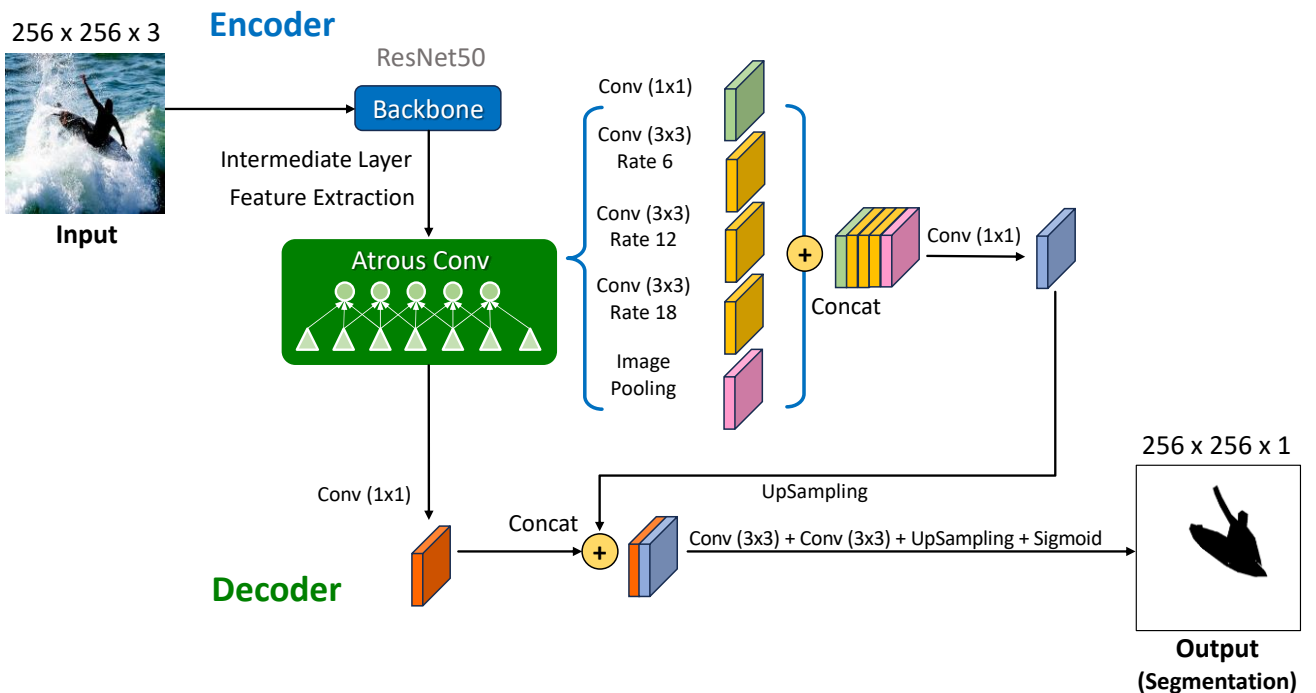 Encoder
256 x 256 x 3
ResNet50
Backbone
Input
Intermediate Layer
Feature Extraction
Atrous Conv
Conv (1x1)
Conv (3x3)
Rate 6
Conv (3x3)
Rate 12
Conv (3x3)
Rate 18
Image
Pooling
+
Concat
Conv (1x1)
UpSampling
Conv (1x1)
Concat
+
Conv (3x3) + Conv (3x3) + UpSampling + Sigmoid
Decoder
256 x 256 x 1
Output
(Segmentation)